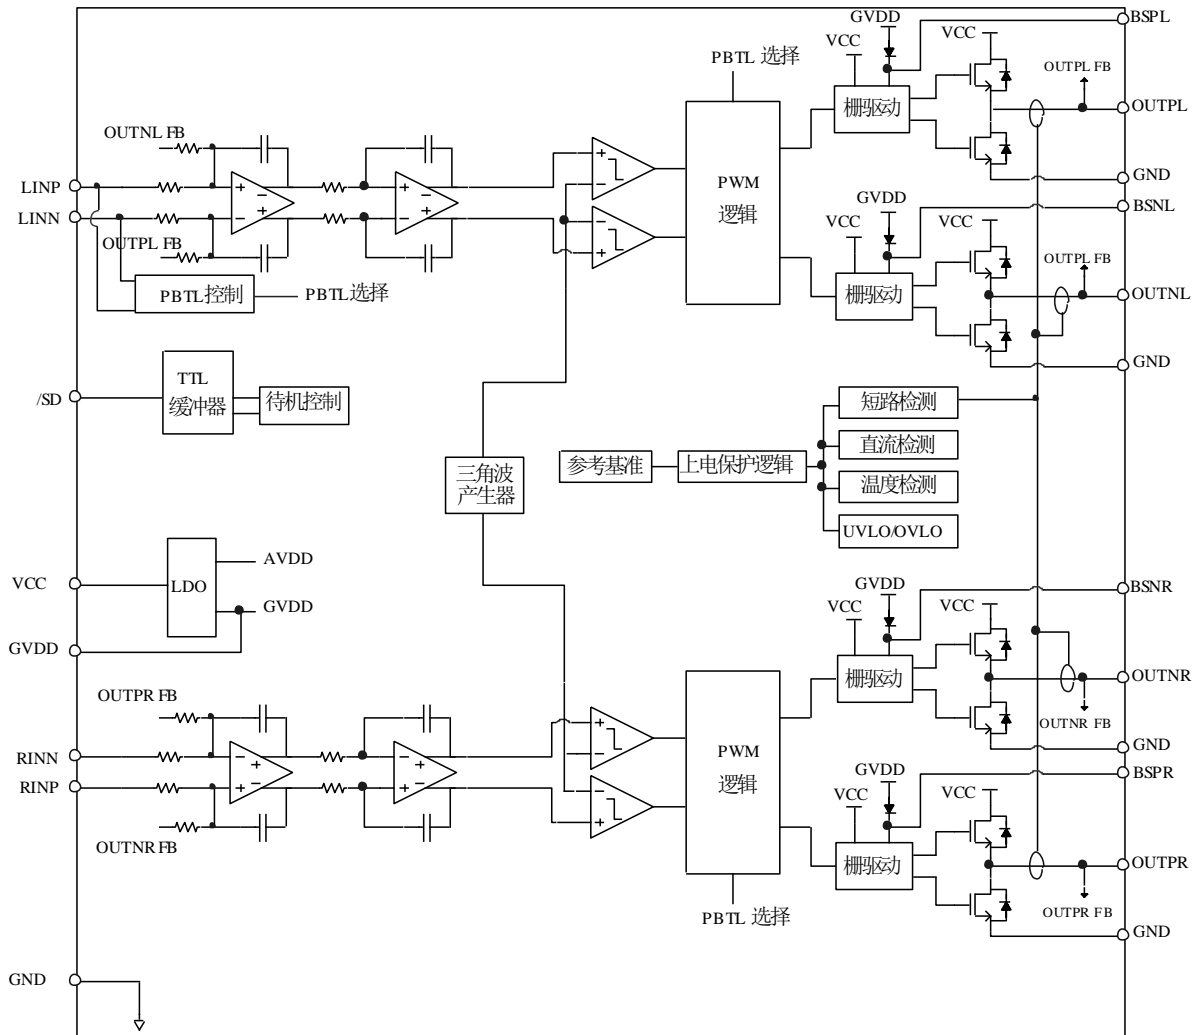 GVDD
BSPL
VCC
VCC
PBTL 选择
OUTPL FB
栅驱动
OUTPL
OUTNL FB
LINP
PWM
逻辑
GND
GVDD
BSNL
VCC
VCC
LINN
OUTPL FB
OUTPL FB
PBTL控制
PBTL选择
栅驱动
OUTNL
GND
TTL
缓冲器
/SD
待机控制
短路检测
直流检测
参考基准
上电保护逻辑
温度检测
三角波
产生器
UVLO/OVLO
AVDD
VCC
LDO
GVDD
GVDD
GVDD
BSNR
VCC
VCC
栅驱动
OUTNR
OUTPR FB
OUTNR FB
RINN
PWM
逻辑
GND
RINP
GVDD
BSPR
VCC
VCC
OUTNR FB
栅驱动
OUTPR
PBTL 选择
OUTPR FB
GND
GND